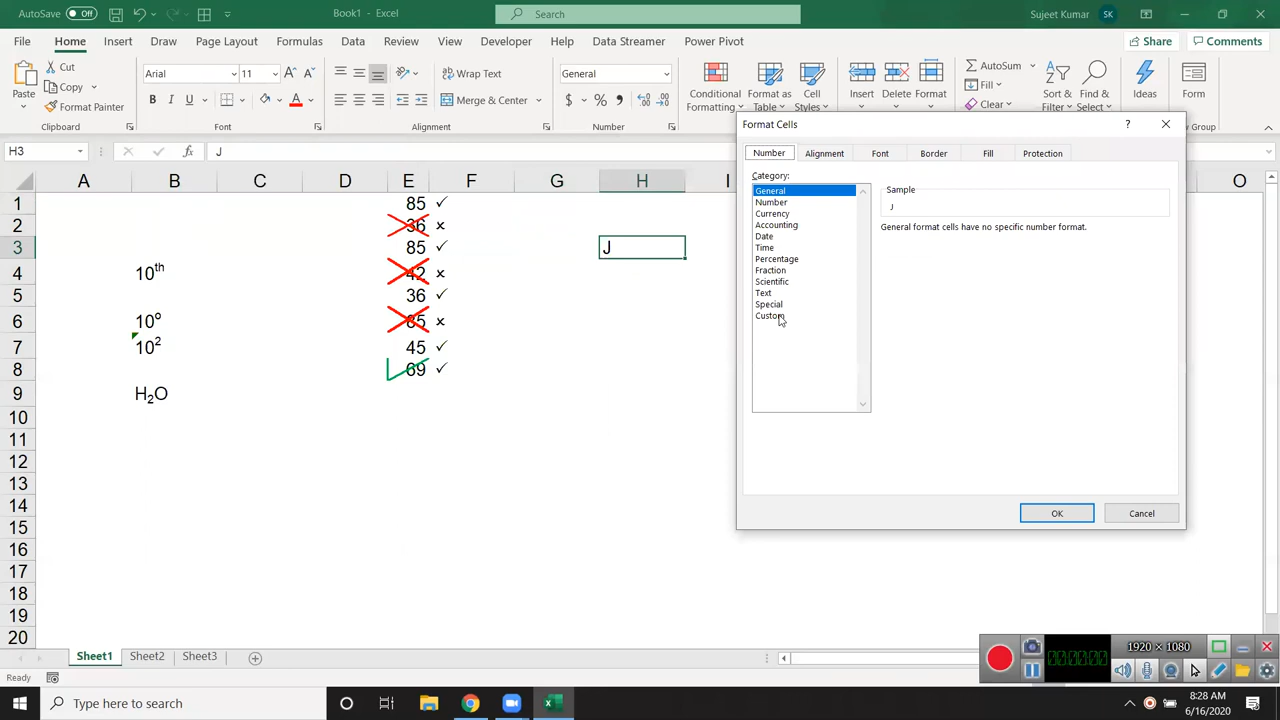 AutoSave Off Book1 - Excel Search Sujeet Kumar SK
File Home Insert Draw Page Layout Formulas Data Review View Developer Help Data Streamer Power Pivot Share Comments
Paste Cut Copy Format Painter
Arial 11 B I U A
Wrap Text Merge & Center
General $ % ,
Conditional Formatting Format as Table Cell Styles
Insert Delete Format
AutoSum Fill Clear
Sort & Filter Find & Select
Ideas Form
Clipboard Font Alignment Number
H3 fx J
A B C D E F G H I O
1 85 ✓
2 36 x
3 85 ✓ J
4 10th 42 x
5 36 ✓
6 10o 85 x
7 10² 45 ✓
8 69 ✓
9 H₂O
10
11
12
13
14
15
16
17
18
19
20
Format Cells ?
Number Alignment Font Border Fill Protection
Category:
General
Number
Currency
Accounting
Date
Time
Percentage
Fraction
Scientific
Text
Special
Custom
Sample
J
General format cells have no specific number format.
OK Cancel
Sheet1 Sheet2 Sheet3
Ready
1920 × 1080
00:00:00
Type here to search
8:28 AM
6/16/2020